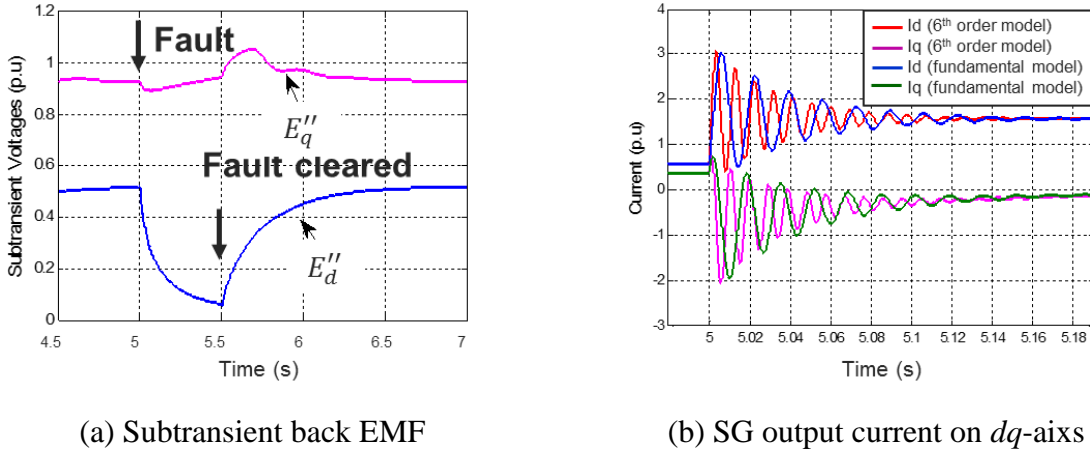 Fault
Fault cleared
E''q
E''d
Subtransient Voltages (p.u)
1.2
1
0.8
0.6
0.4
0.2
0
4.5 5 5.5 6 6.5 7
Time (s)
(a) Subtransient back EMF
Id (6th order model)
Iq (6th order model)
Id (fundamental model)
Iq (fundamental model)
Current (p.u)
4
3
2
1
0
-1
-2
-3
5 5.02 5.04 5.06 5.08 5.1 5.12 5.14 5.16 5.18
Time (s)
(b) SG output current on dq-aixs